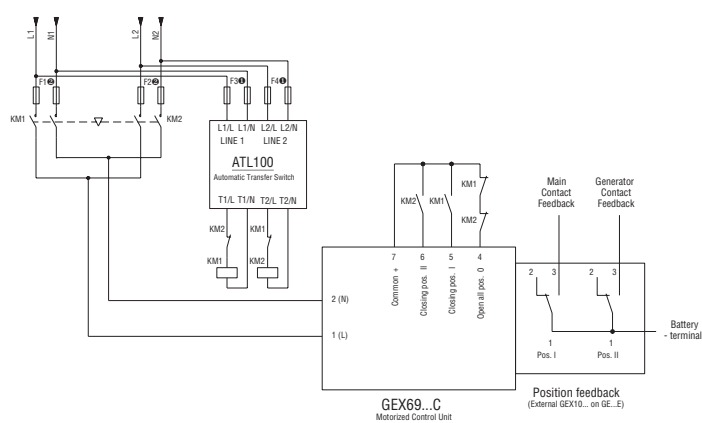 L1
N1
L2
N2
F1❷
F2❷
F3❶
F4❶
KM1
KM2
L1/L L1/N L2/L L2/N
LINE 1 LINE 2
ATL100
Automatic Transfer Switch
T1/L T1/N T2/L T2/N
KM2
KM1
KM1
KM2
KM2
KM1
KM1
KM2
7
6
5
4
Common +
Closing pos. II
Closing pos. I
Open all pos. 0
2 (N)
1 (L)
GEX69...C
Motorized Control Unit
Main
Contact
Feedback
Generator
Contact
Feedback
2 3
2 3
1
Pos. I
1
Pos. II
Battery
- terminal
Position feedback
(External GEX10... on GE...E)